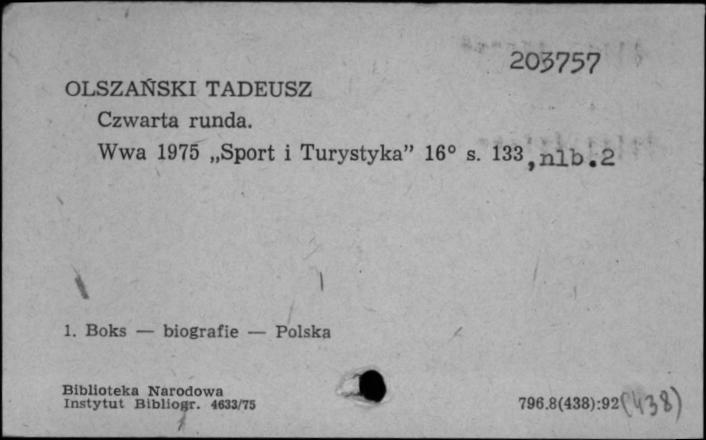 203757
OLSZAŃSKI TADEUSZ
Czwarta runda.
Wwa 1975 „Sport i Turystyka” 16° s. 133, nlb.2
1. Boks — biografie — Polska
Biblioteka Narodowa
Instytut Bibliogr. 4633/75
796.8(438):92(438)